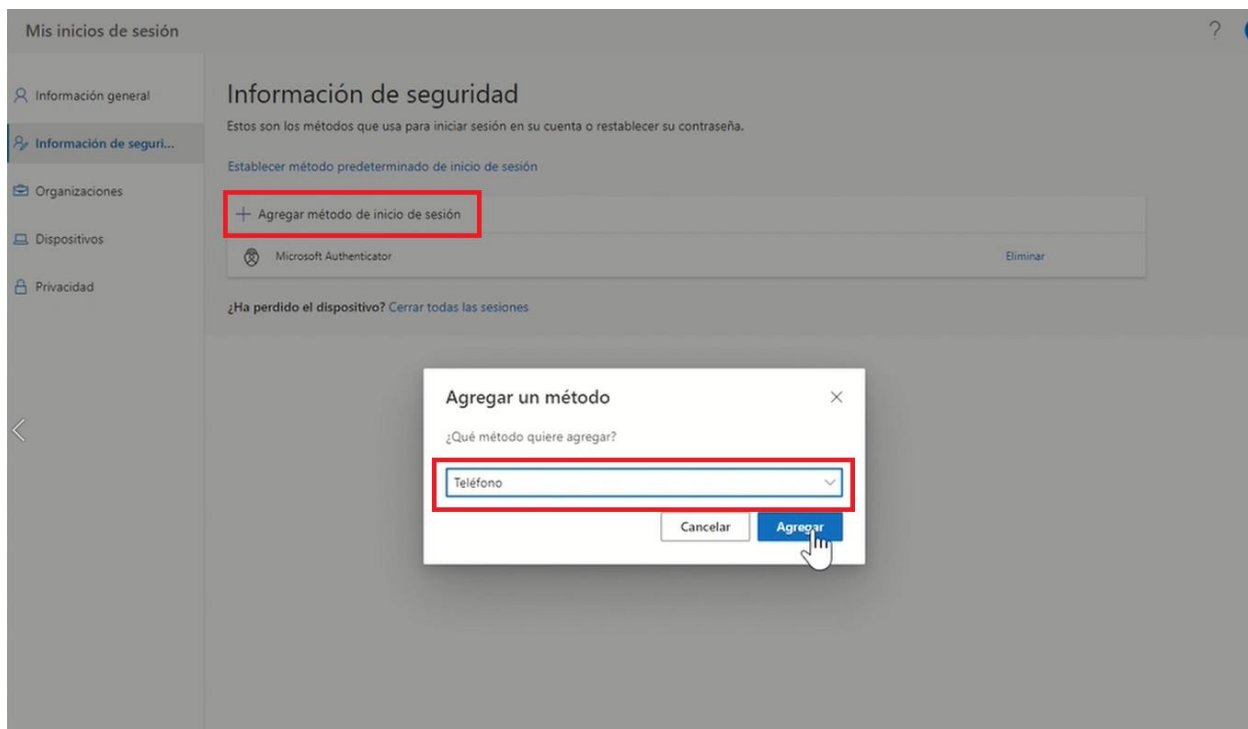 Mis inicios de sesión
?
Información general
Información de seguri...
Organizaciones
Dispositivos
Privacidad
Información de seguridad
Estos son los métodos que usa para iniciar sesión en su cuenta o restablecer su contraseña.
Establecer método predeterminado de inicio de sesión
+ Agregar método de inicio de sesión
Microsoft Authenticator Eliminar
¿Ha perdido el dispositivo? Cerrar todas las sesiones
Agregar un método
¿Qué método quiere agregar?
Teléfono
Cancelar Agregar